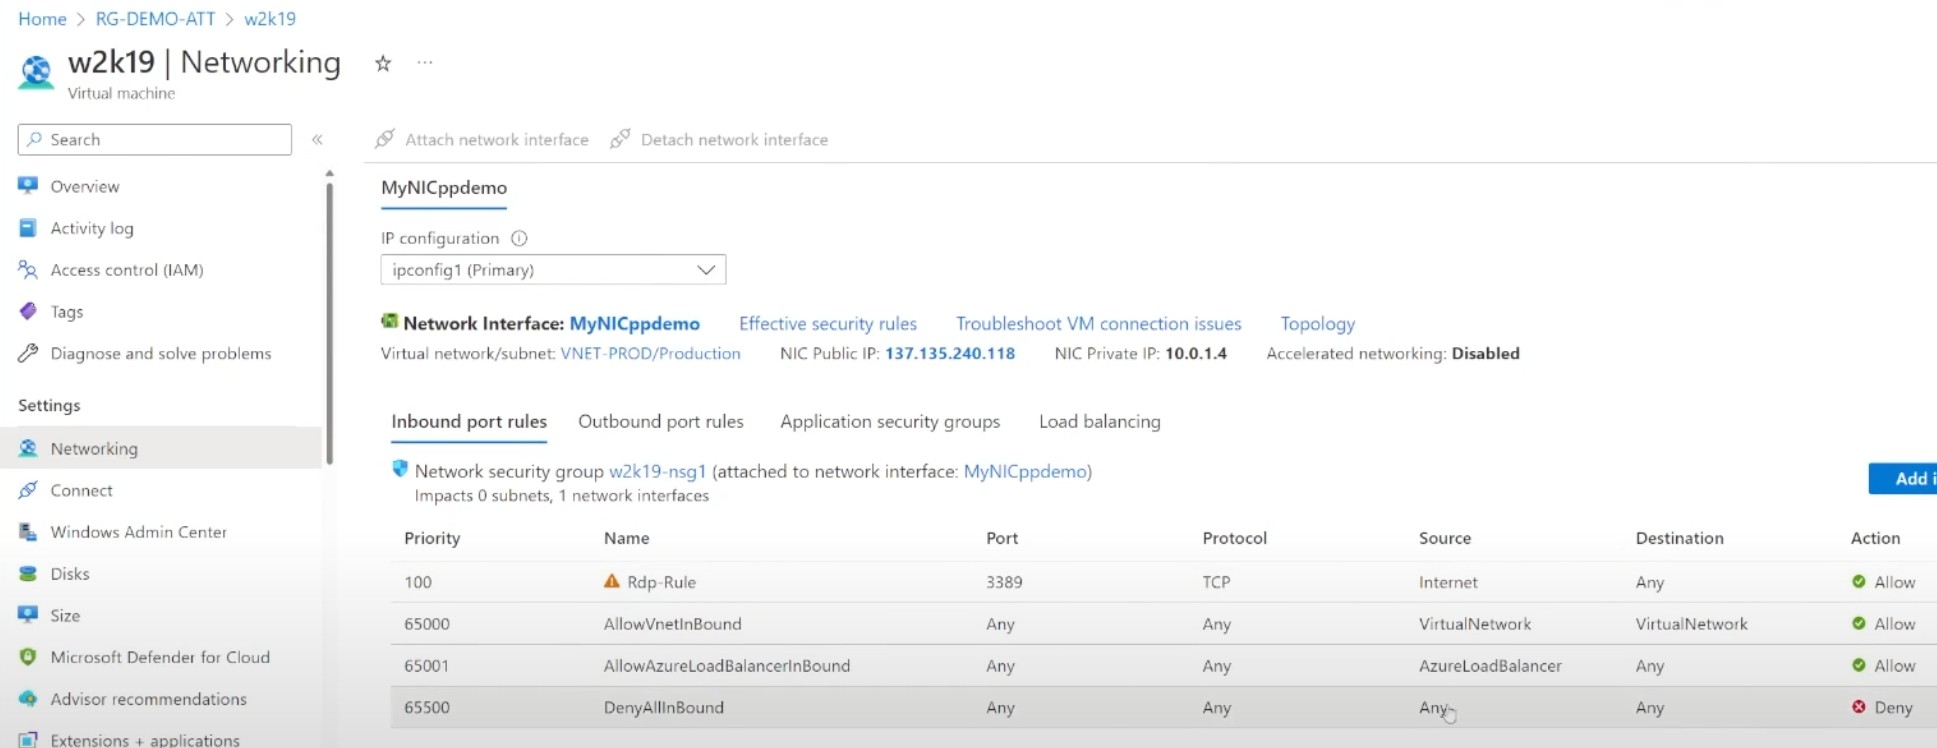 Home > RG-DEMO-ATT > w2k19
w2k19 | Networking
Virtual machine
Search
Overview
Activity log
Access control (IAM)
Tags
Diagnose and solve problems
Settings
Networking
Connect
Windows Admin Center
Disks
Size
Microsoft Defender for Cloud
Advisor recommendations
Extensions + applications
Attach network interface Detach network interface
MyNICppdemo
IP configuration
ipconfig1 (Primary)
Network Interface: MyNICppdemo Effective security rules Troubleshoot VM connection issues Topology
Virtual network/subnet: VNET-PROD/Production NIC Public IP: 137.135.240.118 NIC Private IP: 10.0.1.4 Accelerated networking: Disabled
Inbound port rules Outbound port rules Application security groups Load balancing
Network security group w2k19-nsg1 (attached to network interface: MyNICppdemo)
Impacts 0 subnets, 1 network interfaces
Add i
Priority Name Port Protocol Source Destination Action
100 Rdp-Rule 3389 TCP Internet Any Allow
65000 AllowVnetInBound Any Any VirtualNetwork VirtualNetwork Allow
65001 AllowAzureLoadBalancerInBound Any Any AzureLoadBalancer Any Allow
65500 DenyAllInBound Any Any Any Any Deny